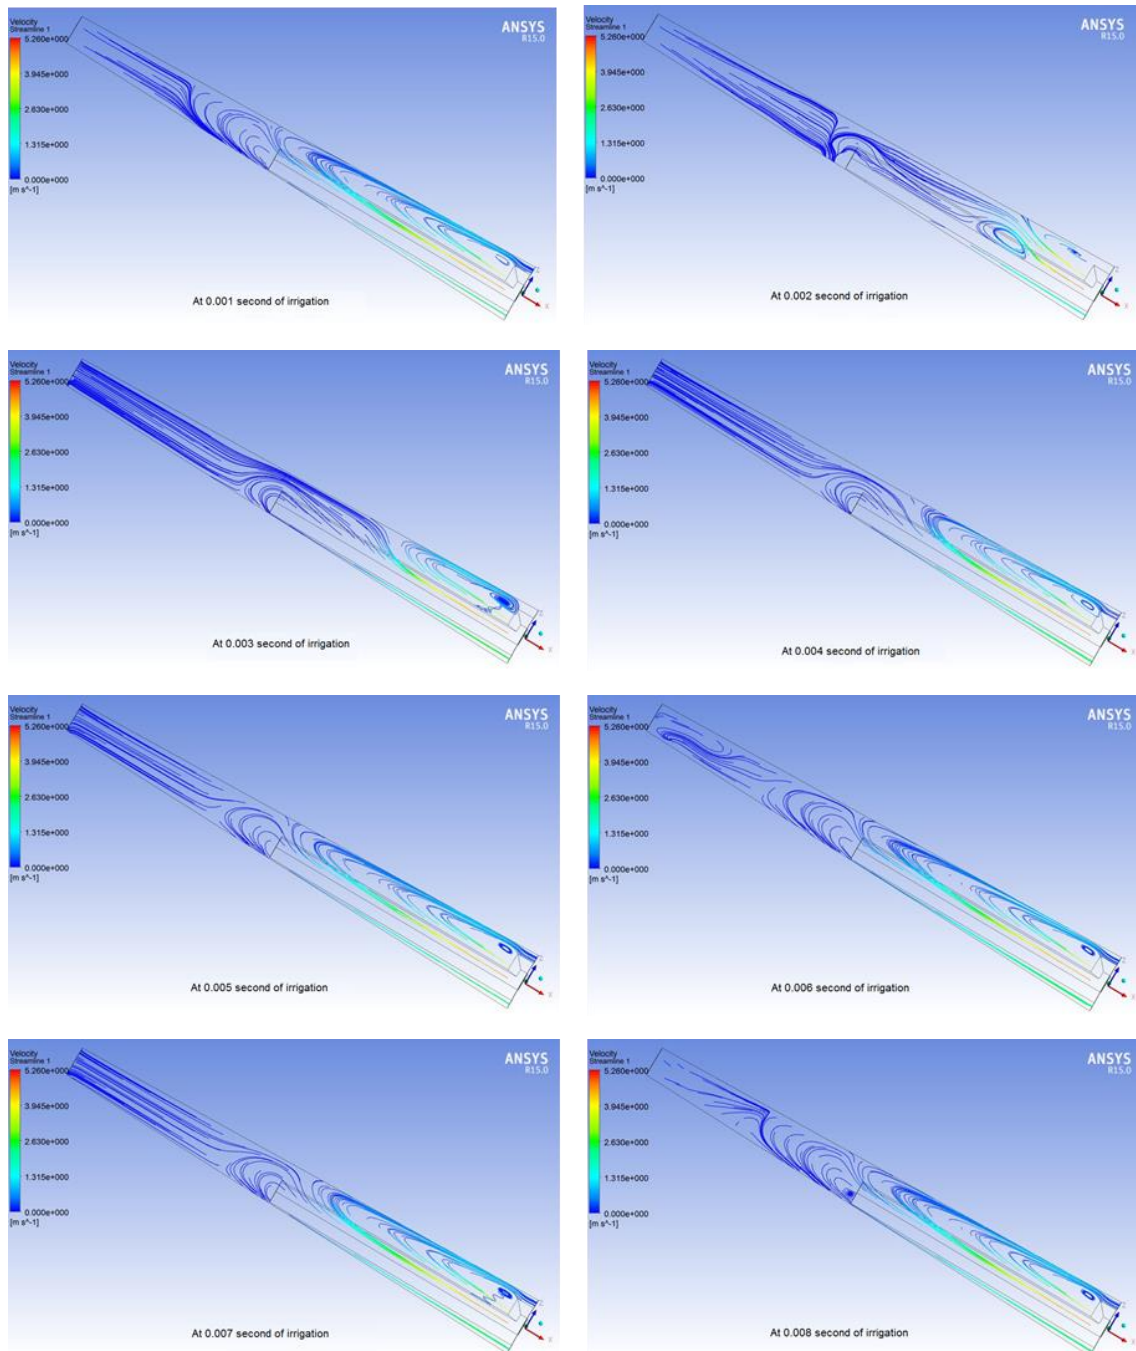 Velocity
Streamline 1
5.260e+000
3.945e+000
2.630e+000
1.315e+000
0.000e+000
[m s^-1]
ANSYS
R15.0
Z
X
At 0.001 second of irrigation
Velocity
Streamline 1
5.260e+000
3.945e+000
2.630e+000
1.315e+000
0.000e+000
[m s^-1]
ANSYS
R15.0
Z
X
At 0.002 second of irrigation
Velocity
Streamline 1
5.260e+000
3.945e+000
2.630e+000
1.315e+000
0.000e+000
[m s^-1]
ANSYS
R15.0
Z
X
At 0.003 second of irrigation
Velocity
Streamline 1
5.260e+000
3.945e+000
2.630e+000
1.315e+000
0.000e+000
[m s^-1]
ANSYS
R15.0
Z
X
At 0.004 second of irrigation
Velocity
Streamline 1
5.260e+000
3.945e+000
2.630e+000
1.315e+000
0.000e+000
[m s^-1]
ANSYS
R15.0
Z
X
At 0.005 second of irrigation
Velocity
Streamline 1
5.260e+000
3.945e+000
2.630e+000
1.315e+000
0.000e+000
[m s^-1]
ANSYS
R15.0
Z
X
At 0.006 second of irrigation
Velocity
Streamline 1
5.260e+000
3.945e+000
2.630e+000
1.315e+000
0.000e+000
[m s^-1]
ANSYS
R15.0
Z
X
At 0.007 second of irrigation
Velocity
Streamline 1
5.260e+000
3.945e+000
2.630e+000
1.315e+000
0.000e+000
[m s^-1]
ANSYS
R15.0
Z
X
At 0.008 second of irrigation